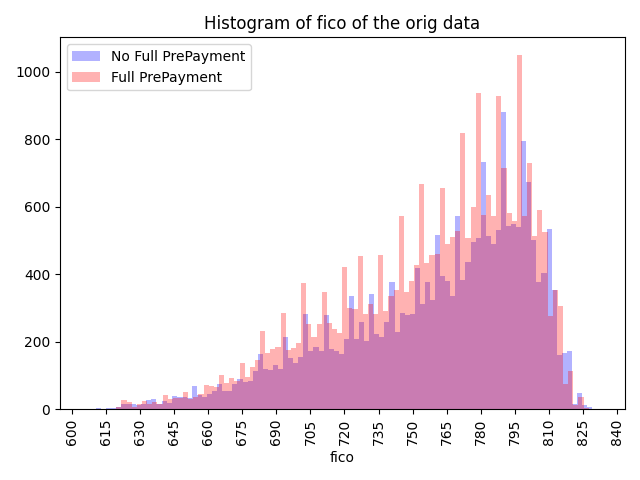 Histogram of fico of the orig data
No Full PrePayment
Full PrePayment
1000
800
600
400
200
0
600 615 630 645 660 675 690 705 720 735 750 765 780 795 810 825 840
fico